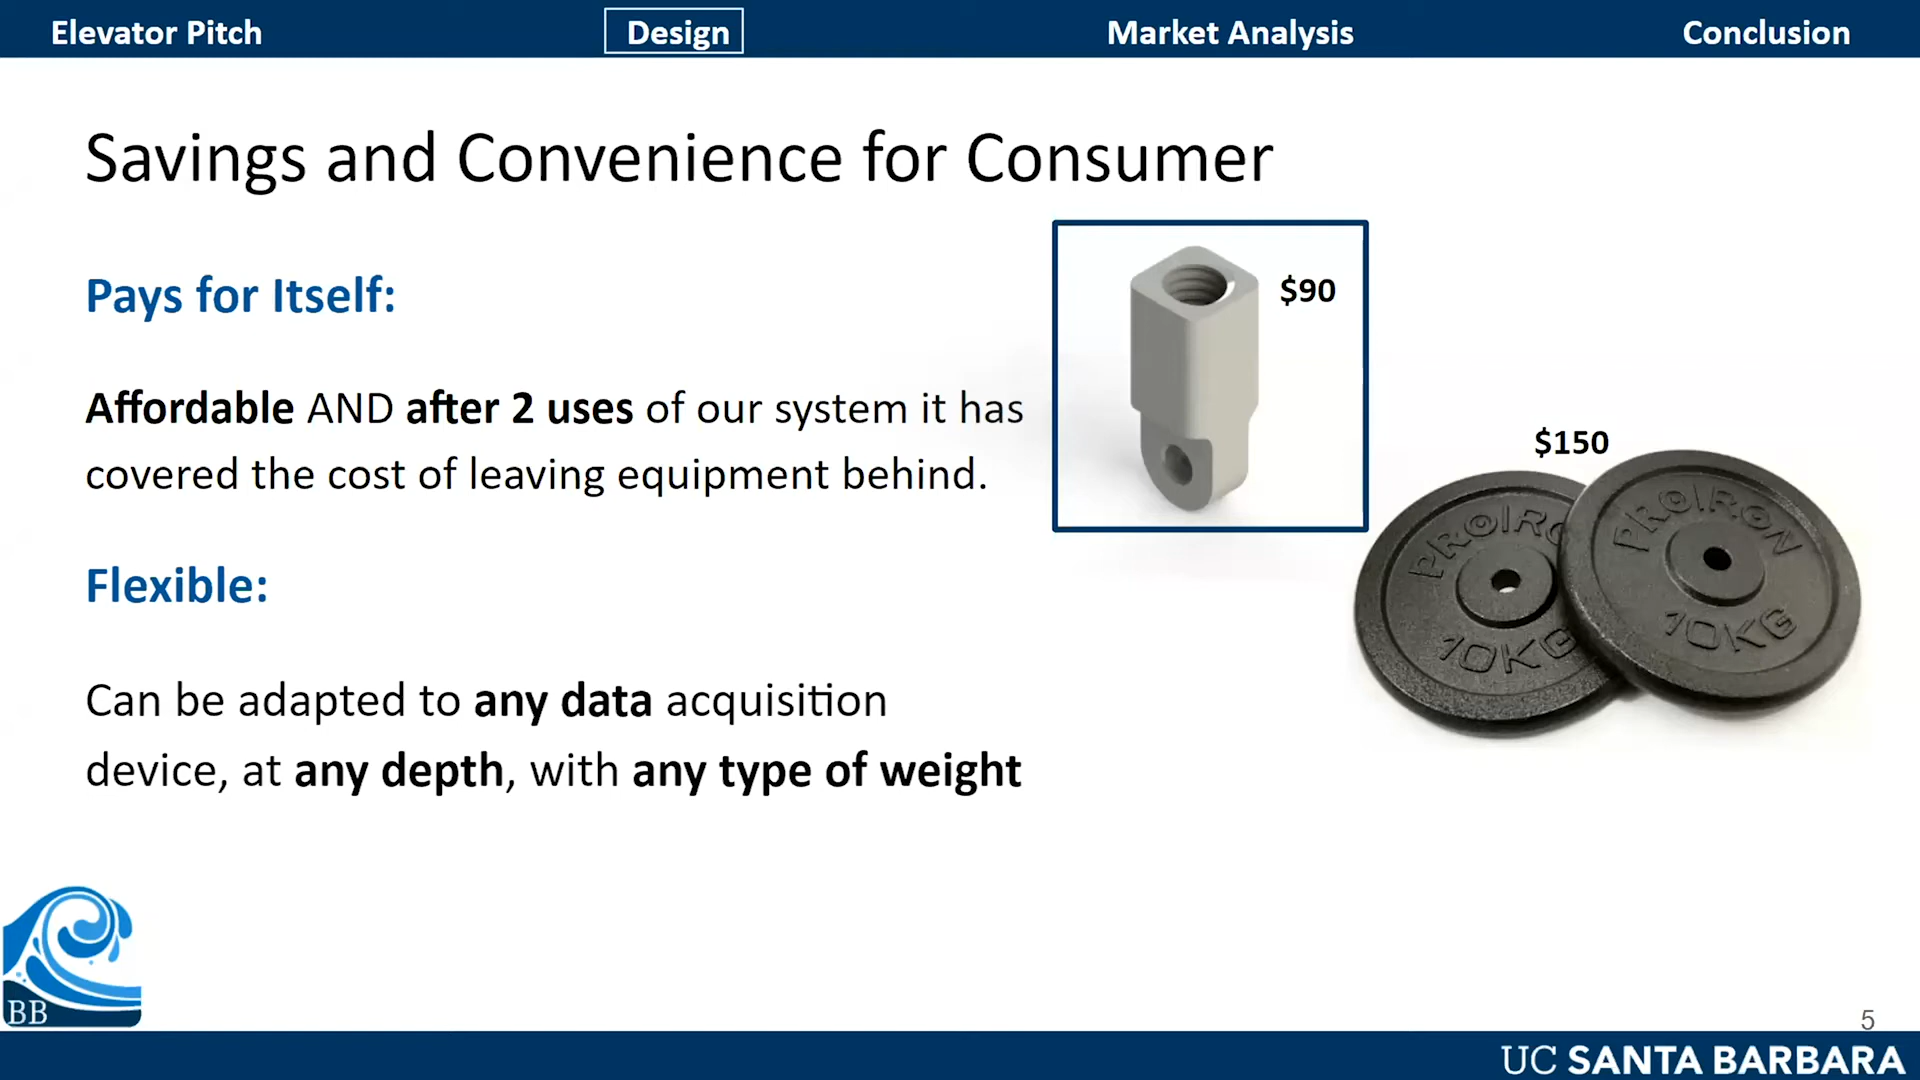 Elevator Pitch
Design
Market Analysis
Conclusion
Savings and Convenience for Consumer
Pays for Itself:
Affordable AND after 2 uses of our system it has
covered the cost of leaving equipment behind.
Flexible:
Can be adapted to any data acquisition
device, at any depth, with any type of weight
$90
$150
PROIRO
10KG
PROIRON
10KG
BB
5
UC SANTA BARBARA